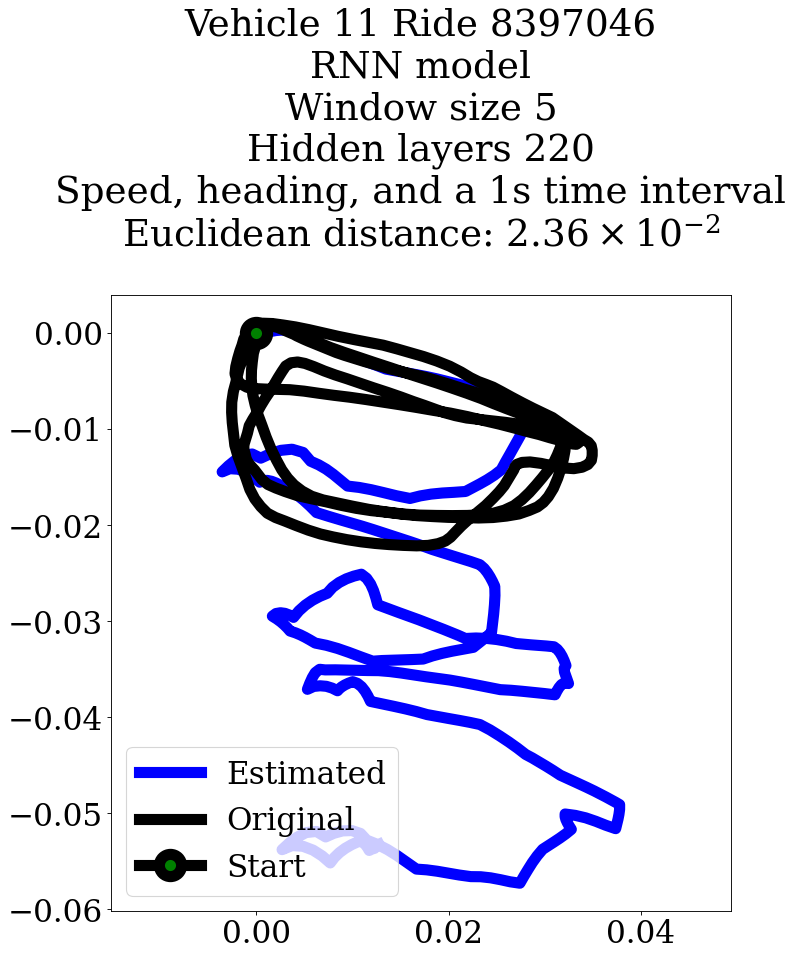 Vehicle 11 Ride 8397046
RNN model
Window size 5
Hidden layers 220
Speed, heading, and a 1s time interval
Euclidean distance: 2.36 × 10⁻²
0.00
−0.01
−0.02
−0.03
−0.04
−0.05
−0.06
Estimated
Original
Start
0.00 0.02 0.04